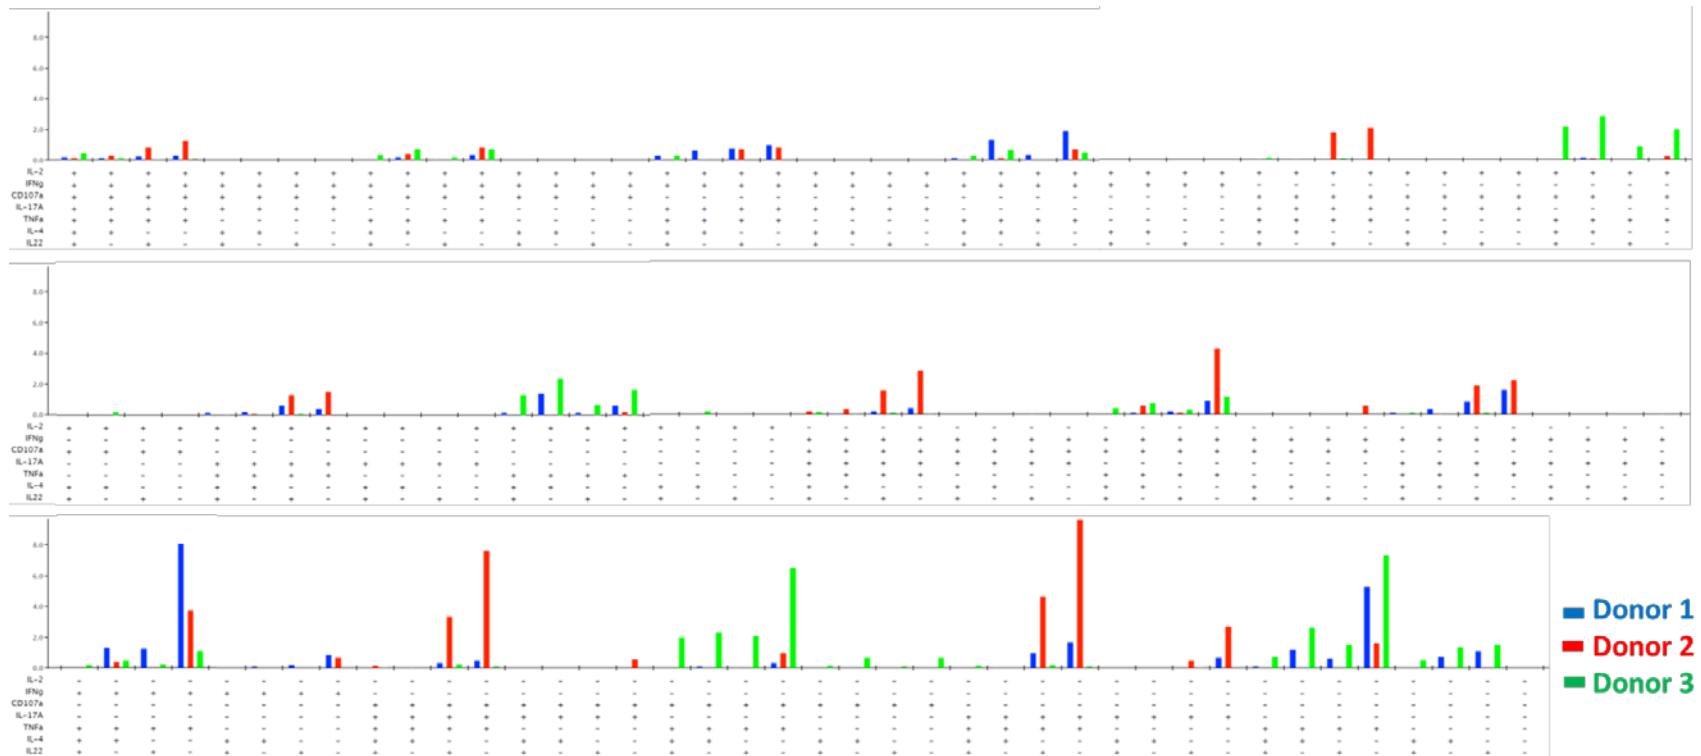 8.0
6.0
4.0
2.0
0.0
IL-2
IFNg
CD107a
IL-17A
TNFa
IL-4
IL22
8.0
6.0
4.0
2.0
0.0
IL-2
IFNg
CD107a
IL-17A
TNFa
IL-4
IL22
8.0
6.0
4.0
2.0
0.0
IL-2
IFNg
CD107a
IL-17A
TNFa
IL-4
IL22
Donor 1
Donor 2
Donor 3